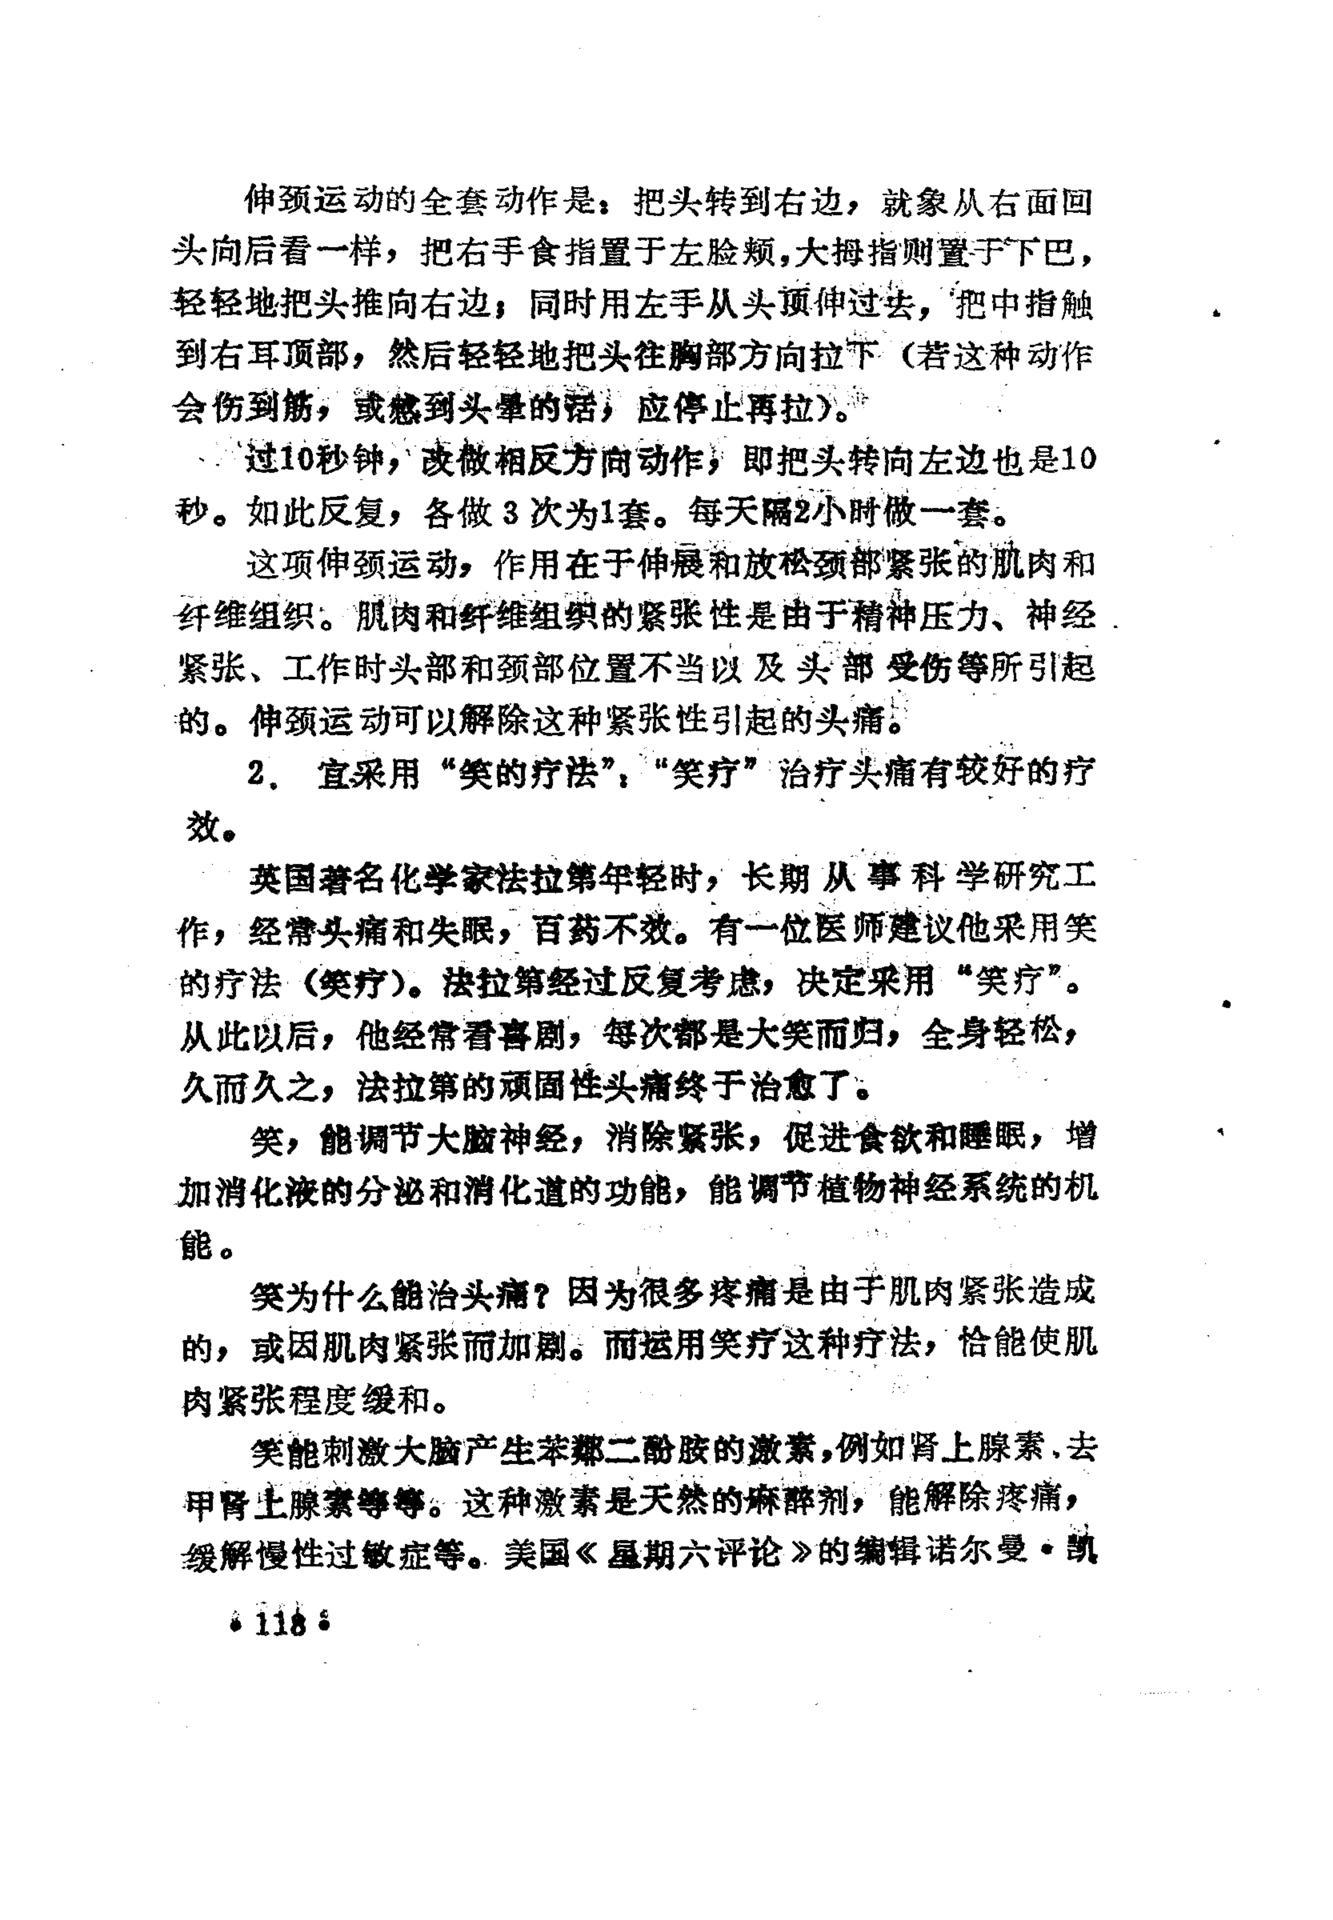 伸颈运动的全套动作是：把头转到右边，就象从右面回
头向后看一样，把右手食指置于左脸颊，大拇指则置于下巴，
轻轻地把头推向右边；同时用左手从头顶伸过去，把中指触
到右耳顶部，然后轻轻地把头往胸部方向拉下（若这种动作
会伤到筋，或感到头晕的话，应停止再拉）。
过10秒钟，改做相反方向动作，即把头转向左边也是10
秒。如此反复，各做3次为1套。每天隔2小时做一套。
这项伸颈运动，作用在于伸展和放松颈部紧张的肌肉和
纤维组织。肌肉和纤维组织的紧张性是由于精神压力、神经
紧张、工作时头部和颈部位置不当以及头部受伤等所引起
的。伸颈运动可以解除这种紧张性引起的头痛。
2．宜采用“笑的疗法”：“笑疗”治疗头痛有较好的疗
效。
英国著名化学家法拉第年轻时，长期从事科学研究工
作，经常头痛和失眠，百药不效。有一位医师建议他采用笑
的疗法（笑疗）。法拉第经过反复考虑，决定采用“笑疗”。
从此以后，他经常看喜剧，每次都是大笑而归，全身轻松，
久而久之，法拉第的顽固性头痛终于治愈了。
笑，能调节大脑神经，消除紧张，促进食欲和睡眠，增
加消化液的分泌和消化道的功能，能调节植物神经系统的机
能。
笑为什么能治头痛？因为很多疼痛是由于肌肉紧张造成
的，或因肌肉紧张而加剧。而运用笑疗这种疗法，恰能使肌
肉紧张程度缓和。
笑能刺激大脑产生苯郑二酚胺的激素，例如肾上腺素、去
甲肾上腺素等等。这种激素是天然的麻醉剂，能解除疼痛，
缓解慢性过敏症等。美国《星期六评论》的编辑诺尔曼·凯
·118·